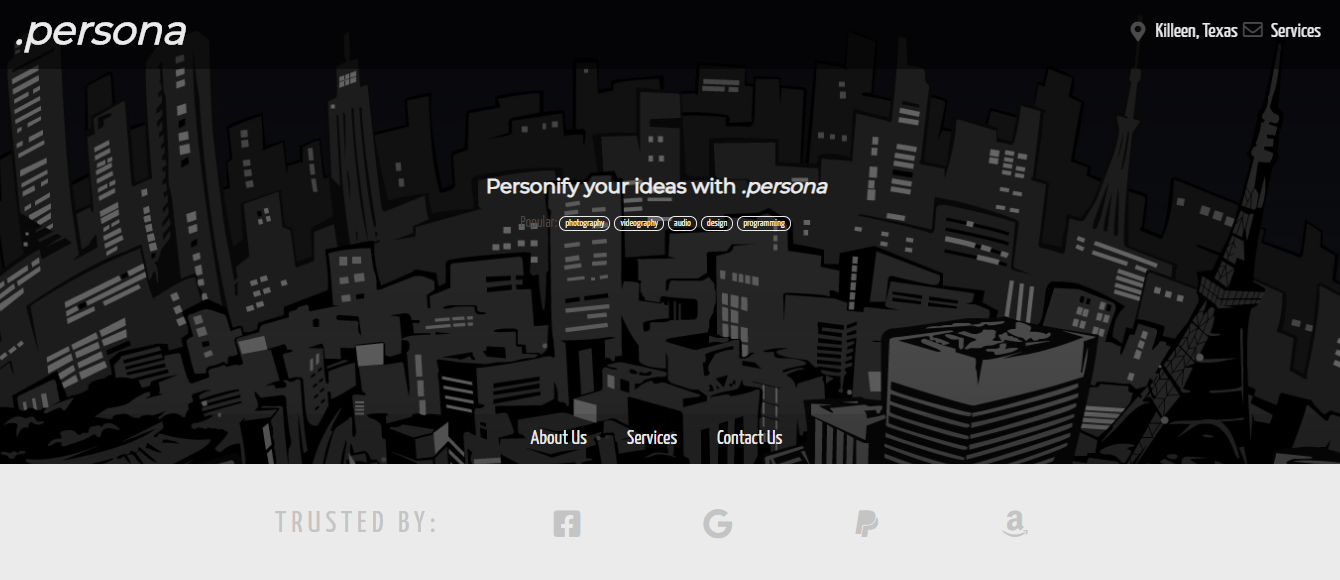 .persona
Killeen, Texas Services
Personify your ideas with .persona
Popular: photography videography audio design programming
About Us Services Contact Us
TRUSTED BY: